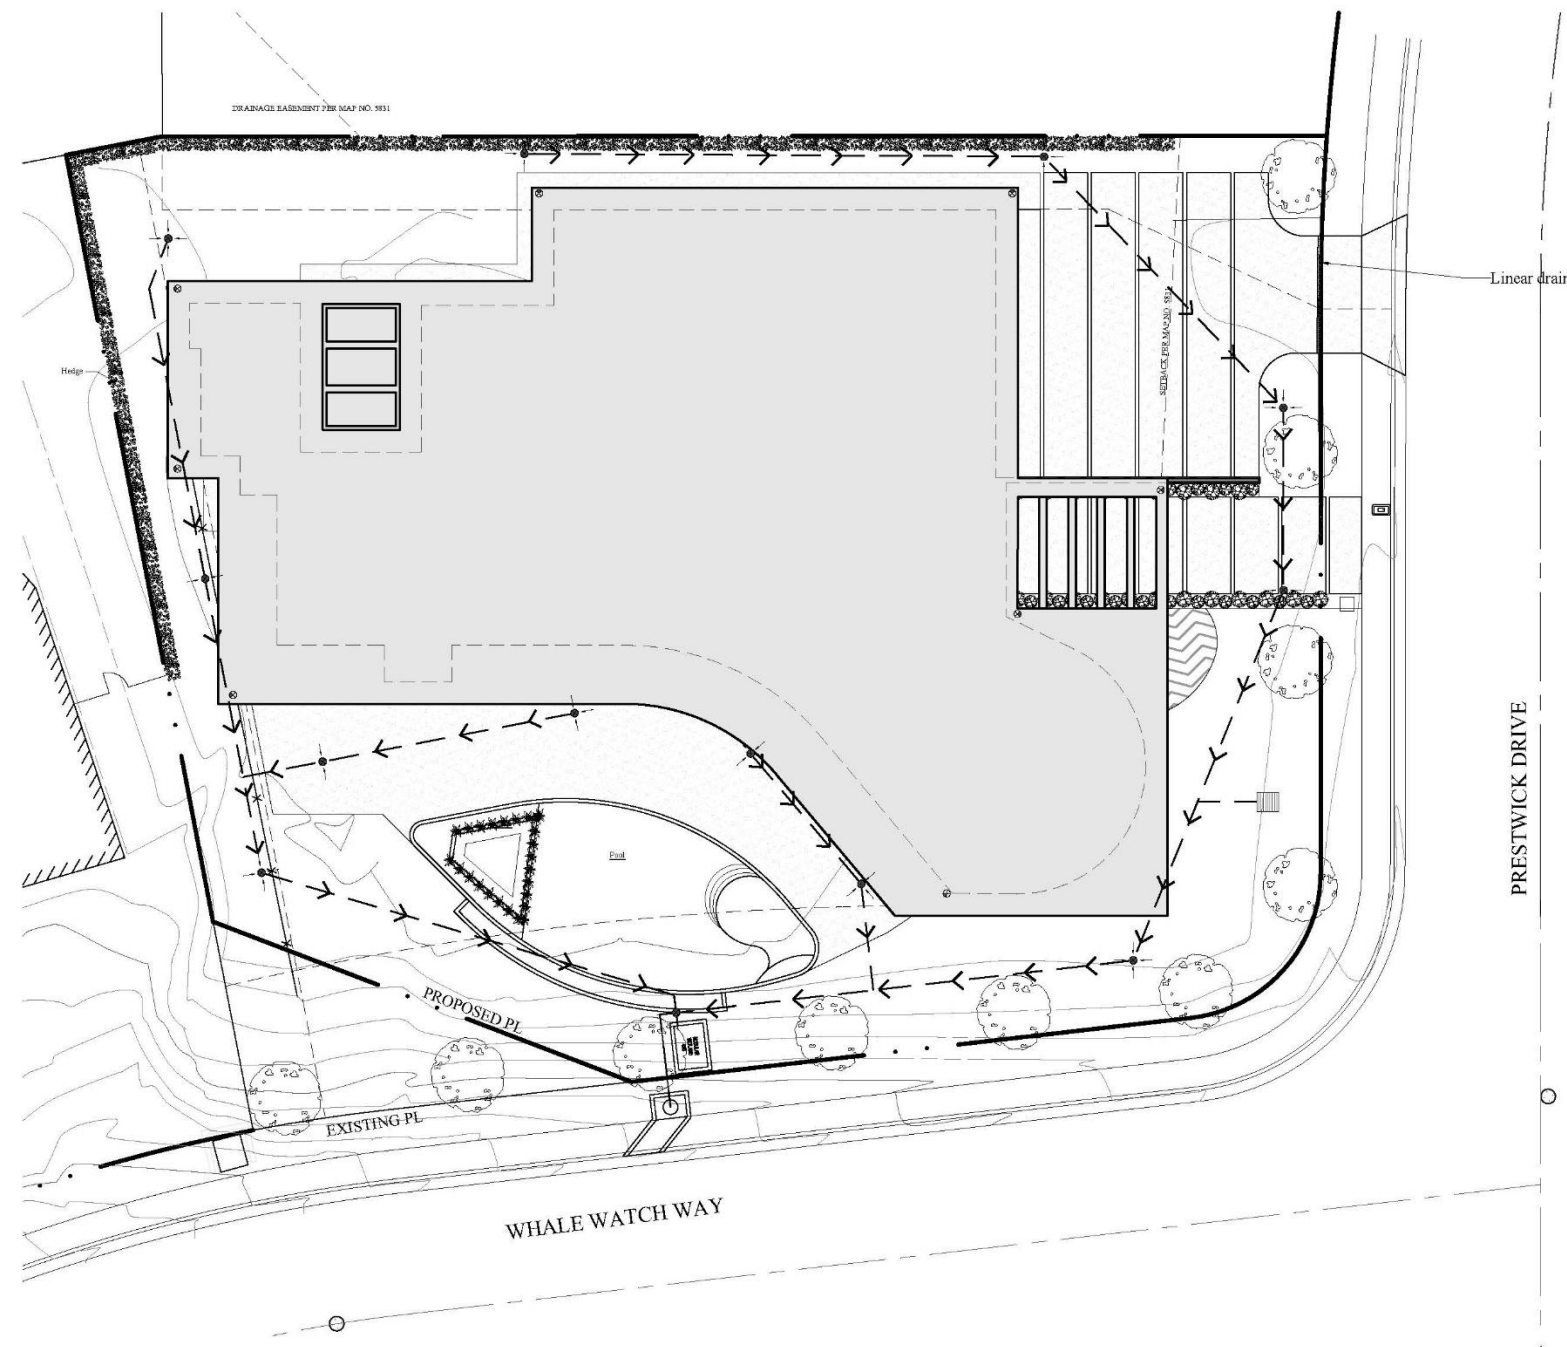 DRAINAGE EASEMENT PER MAP NO. 5831
Linear drain
SETBACK PER MAP NO. 5831
Hedge
Pool
PRESTWICK DRIVE
PROPOSED PL
EXISTING PL
WHALE WATCH WAY